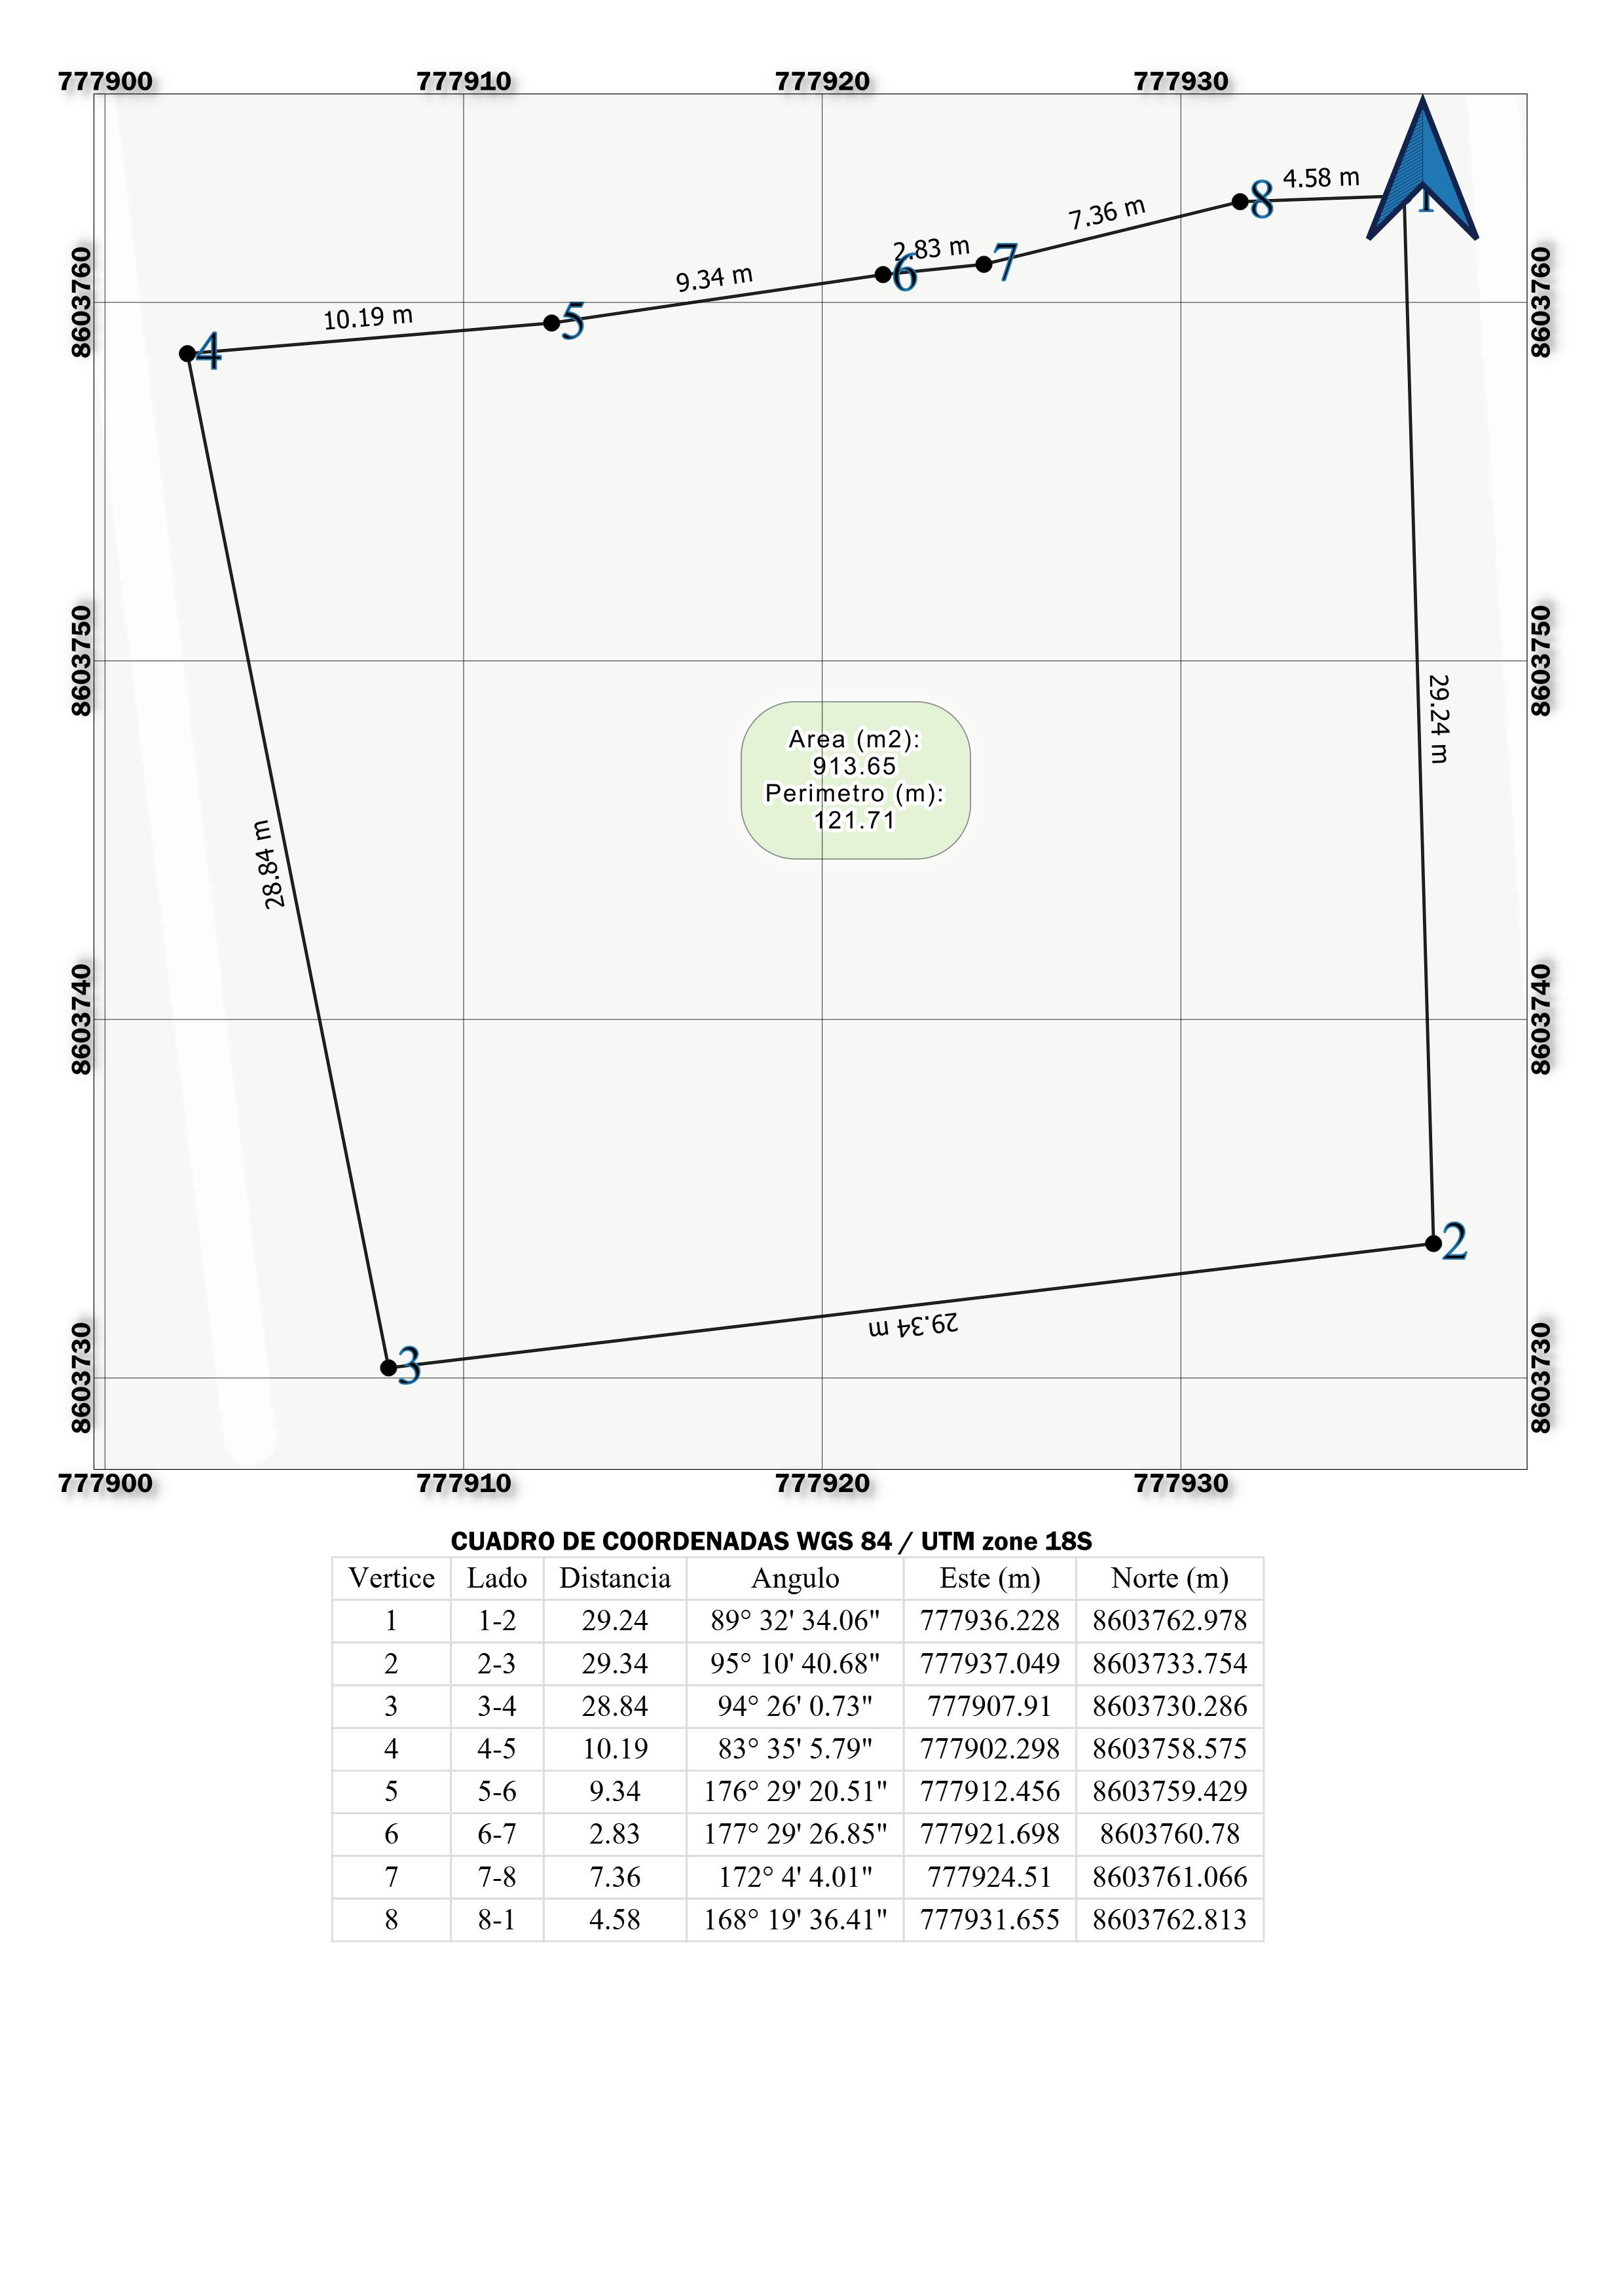 777900 777910 777920 777930
4.58 m
1
8
7.36 m
2.83 m
7
6
9.34 m
8603760 8603760
5
10.19 m
4
8603750 8603750
29.24 m
Area (m2):
913.65
Perimetro (m):
121.71
28.84 m
8603740 8603740
2
29.34 m
3
8603730 8603730
777900 777910 777920 777930
CUADRO DE COORDENADAS WGS 84 / UTM zone 18S
Vertice Lado Distancia Angulo Este (m) Norte (m)
1 1-2 29.24 89° 32' 34.06" 777936.228 8603762.978
2 2-3 29.34 95° 10' 40.68" 777937.049 8603733.754
3 3-4 28.84 94° 26' 0.73" 777907.91 8603730.286
4 4-5 10.19 83° 35' 5.79" 777902.298 8603758.575
5 5-6 9.34 176° 29' 20.51" 777912.456 8603759.429
6 6-7 2.83 177° 29' 26.85" 777921.698 8603760.78
7 7-8 7.36 172° 4' 4.01" 777924.51 8603761.066
8 8-1 4.58 168° 19' 36.41" 777931.655 8603762.813